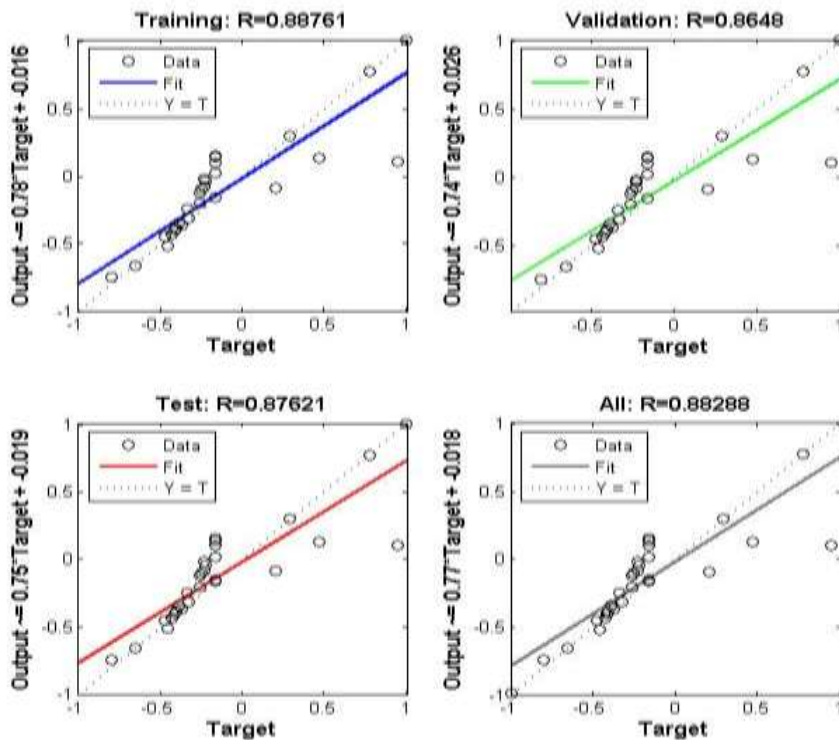 Training: R=0.88761
Output ~= 0.78*Target + -0.016
1
0.5
0
-0.5
-1
Data
Fit
Y = T
-1
-0.5
0
0.5
1
Target
Validation: R=0.8648
Output ~= 0.74*Target + -0.026
1
0.5
0
-0.5
Data
Fit
Y = T
-1
-0.5
0
0.5
1
Target
Test: R=0.87621
Output ~= 0.75*Target + -0.019
1
0.5
0
-0.5
-1
Data
Fit
Y = T
-1
-0.5
0
0.5
1
Target
All: R=0.88288
Output ~= 0.77*Target + -0.018
1
0.5
0
-0.5
-1
Data
Fit
Y = T
-1
-0.5
0
0.5
1
Target